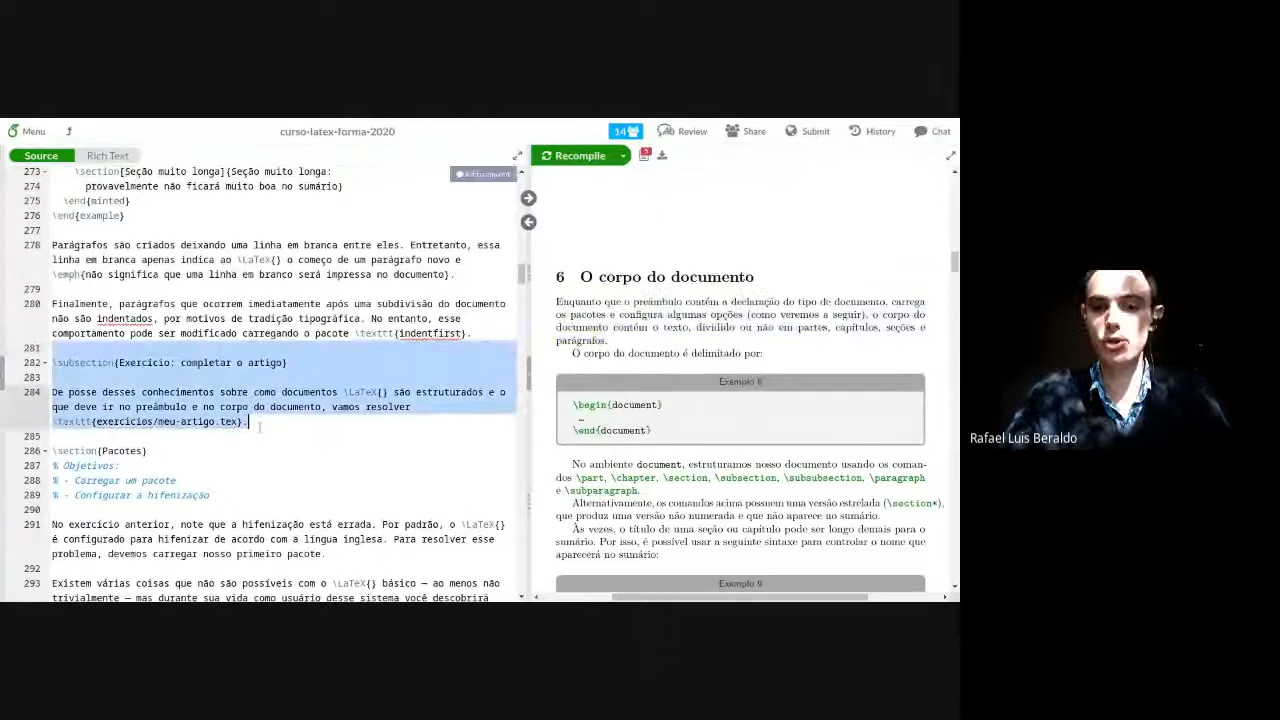 Menu
curso-latex-forma-2020
14
Review
Share
Submit
History
Chat
Source
Rich Text
Recompile
273
\section[Seção muito longa]{Seção muito longa:
274
provavelmente não ficará muito boa no sumário}
275
\end{minted}
276
\end{example}
277
278
Parágrafos são criados deixando uma linha em branca entre eles. Entretanto, essa
linha em branca apenas indica ao \LaTeX{} o começo de um parágrafo novo e
\emph{não significa que uma linha em branco será impressa no documento}.
279
280
Finalmente, parágrafos que ocorrem imediatamente após uma subdivisão do documento
não são indentados, por motivos de tradição tipográfica. No entanto, esse
comportamento pode ser modificado carregando o pacote \texttt{indentfirst}.
281
282
\subsection{Exercício: completar o artigo}
283
284
De posse desses conhecimentos sobre como documentos \LaTeX{} são estruturados e o
que deve ir no preâmbulo e no corpo do documento, vamos resolver
\texttt{exercicios/meu-artigo.tex}.
285
286
\section{Pacotes}
287
% Objetivos:
288
% - Carregar um pacote
289
% - Configurar a hifenização
290
291
No exercício anterior, note que a hifenização está errada. Por padrão, o \LaTeX{}
é configurado para hifenizar de acordo com a língua inglesa. Para resolver esse
problema, devemos carregar nosso primeiro pacote.
292
293
Existem várias coisas que não são possíveis com o \LaTeX{} básico — ao menos não
trivialmente — mas durante sua vida como usuário desse sistema você descobrirá
6 O corpo do documento
Enquanto que o preâmbulo contém a declaração do tipo de documento, carrega
os pacotes e configura algumas opções (como veremos a seguir), o corpo do
documento contém o texto, dividido ou não em partes, capítulos, seções e
parágrafos.
O corpo do documento é delimitado por:
Exemplo 8
\begin{document}
…
\end{document}
No ambiente document, estruturamos nosso documento usando os coman-
dos \part, \chapter, \section, \subsection, \subsubsection, \paragraph
e \subparagraph.
Alternativamente, os comandos acima possuem uma versão estrelada (\section*),
que produz uma versão não numerada e que não aparece no sumário.
Às vezes, o título de uma seção ou capítulo pode ser longo demais para o
sumário. Por isso, é possível usar a seguinte sintaxe para controlar o nome que
aparecerá no sumário:
Exemplo 9
Rafael Luis Beraldo